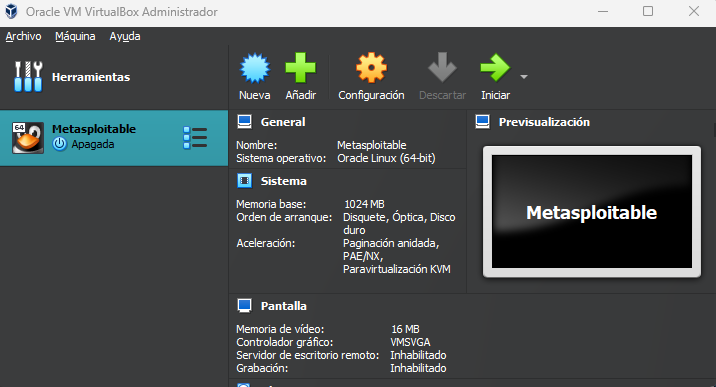 Oracle VM VirtualBox Administrador
Archivo Máquina Ayuda
Herramientas
Nueva Añadir Configuración Descartar Iniciar
64 Metasploitable
Apagada
General
Nombre: Metasploitable
Sistema operativo: Oracle Linux (64-bit)
Sistema
Memoria base: 1024 MB
Orden de arranque: Disquete, Óptica, Disco
duro
Aceleración: Paginación anidada,
PAE/NX,
Paravirtualización KVM
Previsualización
Metasploitable
Pantalla
Memoria de vídeo: 16 MB
Controlador gráfico: VMSVGA
Servidor de escritorio remoto: Inhabilitado
Grabación: Inhabilitado